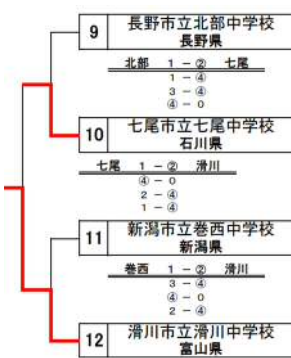 9 長野市立北部中学校
長野県
北部 1 - ② 七尾
1 - ④
3 - ④
④ - 0
10 七尾市立七尾中学校
石川県
七尾 1 - ② 滑川
④ - 0
2 - ④
1 - ④
11 新潟市立巻西中学校
新潟県
巻西 1 - ② 滑川
3 - ④
④ - 0
2 - ④
12 滑川市立滑川中学校
富山県